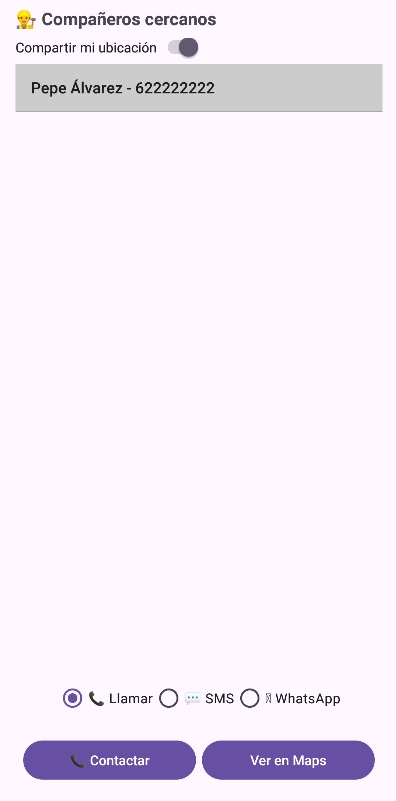 👷 Compañeros cercanos
Compartir mi ubicación
Pepe Álvarez - 622222222
📞 Llamar 💬 SMS WhatsApp
📞 Contactar Ver en Maps